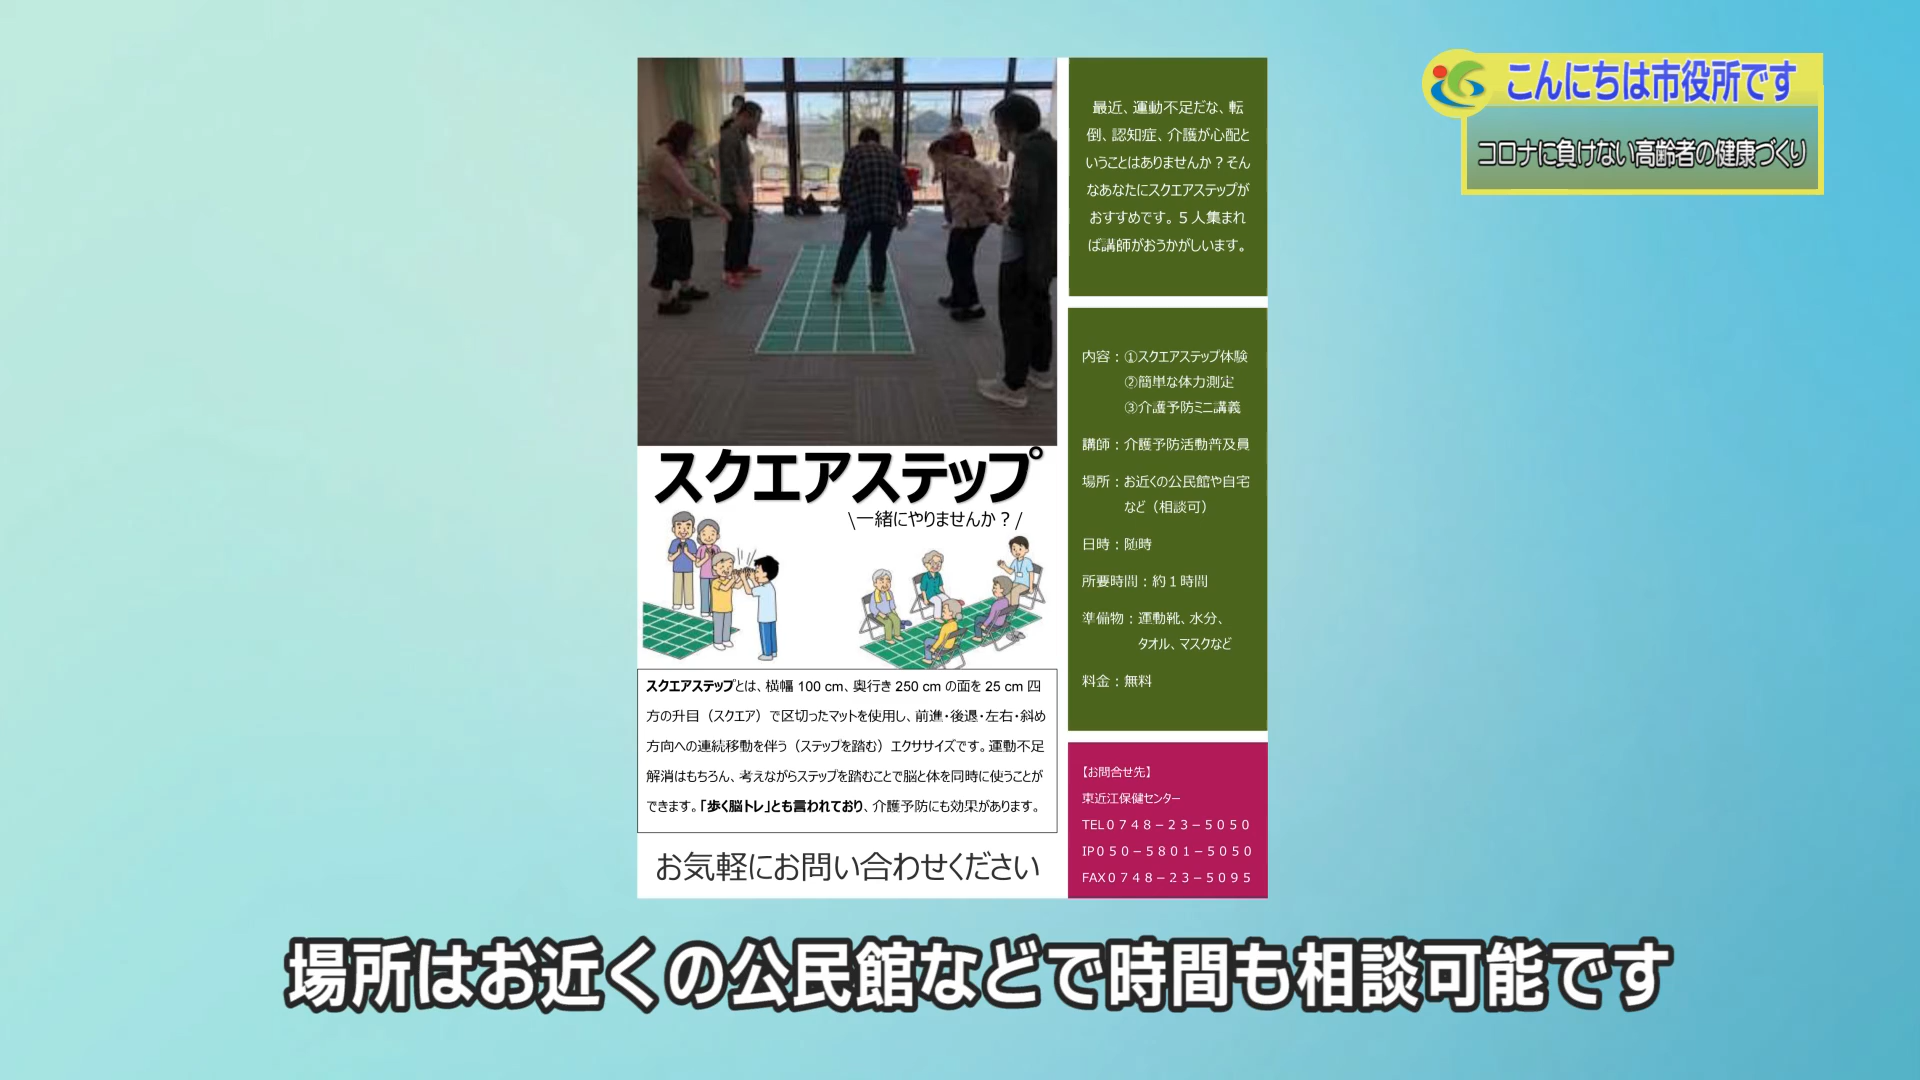 こんにちは市役所です
コロナに負けない高齢者の健康づくり
最近、運動不足だな、転
倒、認知症、介護が心配と
いうことはありませんか？そん
なあなたにスクエアステップが
おすすめです。5人集まれ
ば講師がおうかがしいます。
内容：①スクエアステップ体験
②簡単な体力測定
③介護予防ミニ講義
講師：介護予防活動普及員
場所：お近くの公民館や自宅
など（相談可）
日時：随時
所要時間：約１時間
準備物：運動靴、水分、
タオル、マスクなど
料金：無料
スクエアステップ
\一緒にやりませんか？/
スクエアステップとは、横幅 100 cm、奥行き 250 cm の面を 25 cm 四
方の升目（スクエア）で区切ったマットを使用し、前進・後退・左右・斜め
方向への連続移動を伴う（ステップを踏む）エクササイズです。運動不足
解消はもちろん、考えながらステップを踏むことで脳と体を同時に使うことが
できます。「歩く脳トレ」とも言われており、介護予防にも効果があります。
お気軽にお問い合わせください
【お問合せ先】
東近江保健センター
TEL０７４８－２３－５０５０
IP０５０－５８０１－５０５０
FAX０７４８－２３－５０９５
場所はお近くの公民館などで時間も相談可能です